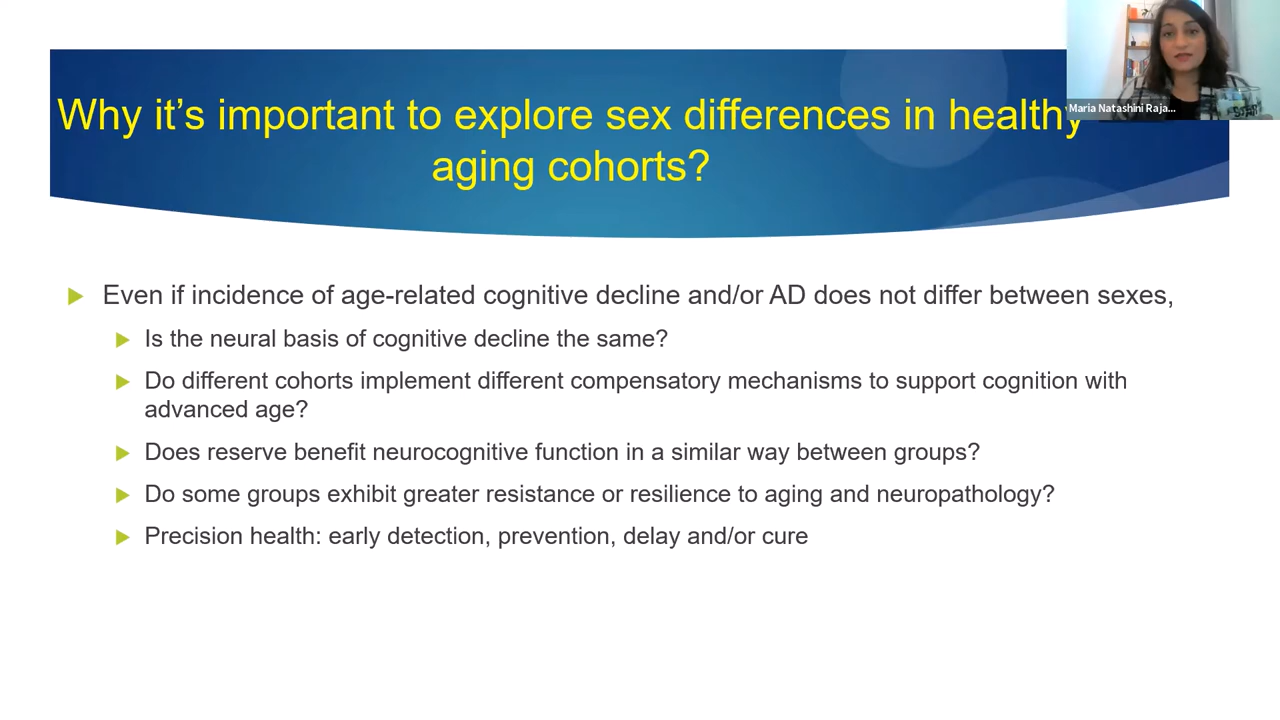 Why it's important to explore sex differences in healthy
aging cohorts?
Maria Natashini Raja...
Even if incidence of age-related cognitive decline and/or AD does not differ between sexes,
Is the neural basis of cognitive decline the same?
Do different cohorts implement different compensatory mechanisms to support cognition with
advanced age?
Does reserve benefit neurocognitive function in a similar way between groups?
Do some groups exhibit greater resistance or resilience to aging and neuropathology?
Precision health: early detection, prevention, delay and/or cure